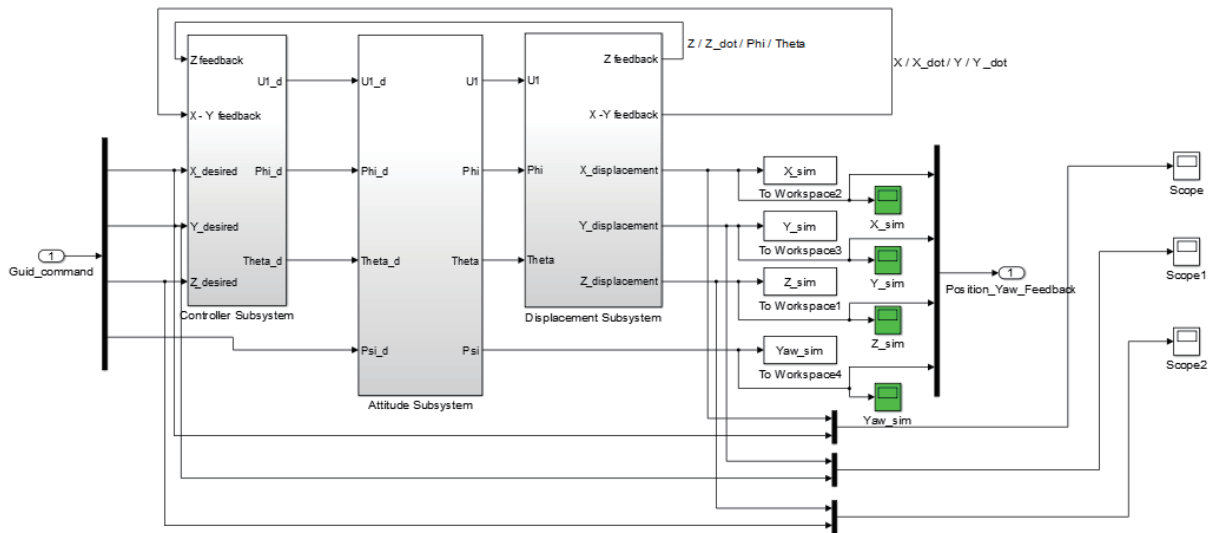 Z / Z_dot / Phi / Theta
X / X_dot / Y / Y_dot
Z feedback
X - Y feedback
X_desired
Y_desired
Z_desired
U1_d
Phi_d
Theta_d
Controller Subsystem
U1_d
Phi_d
Theta_d
Psi_d
U1
Phi
Theta
Psi
Attitude Subsystem
U1
Phi
Theta
Z feedback
X -Y feedback
X_displacement
Y_displacement
Z_displacement
Displacement Subsystem
1
Guid_command
X_sim
To Workspace2
X_sim
Y_sim
To Workspace3
Y_sim
Z_sim
To Workspace1
Z_sim
Yaw_sim
To Workspace4
Yaw_sim
1
Position_Yaw_Feedback
Scope
Scope1
Scope2